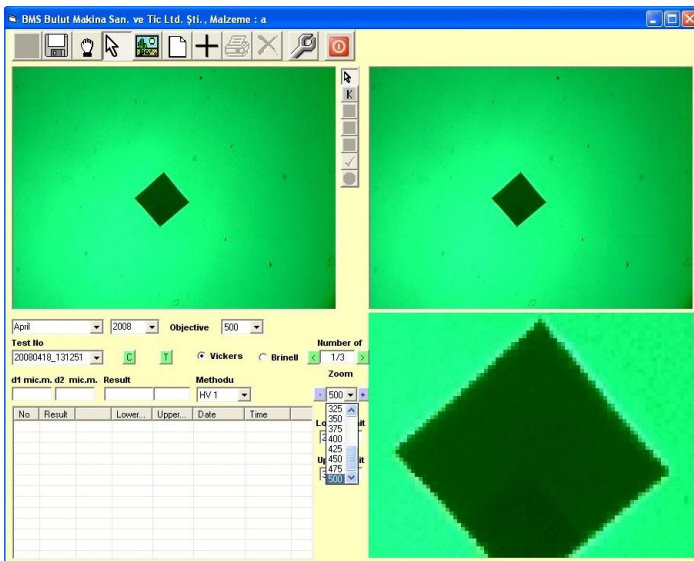 BMS Bulut Makina San. ve Tic Ltd. Şti. , Malzeme : a
K
April 2008 Objective 500
Test No Number of
20080418_131251 C T Vickers Brinell < 1/3 >
d1 mic.m. d2 mic.m. Result Methodu Zoom
HV 1 - 500 +
No Result Lower... Upper... Date Time
325
350
375
400
425
450
475
500